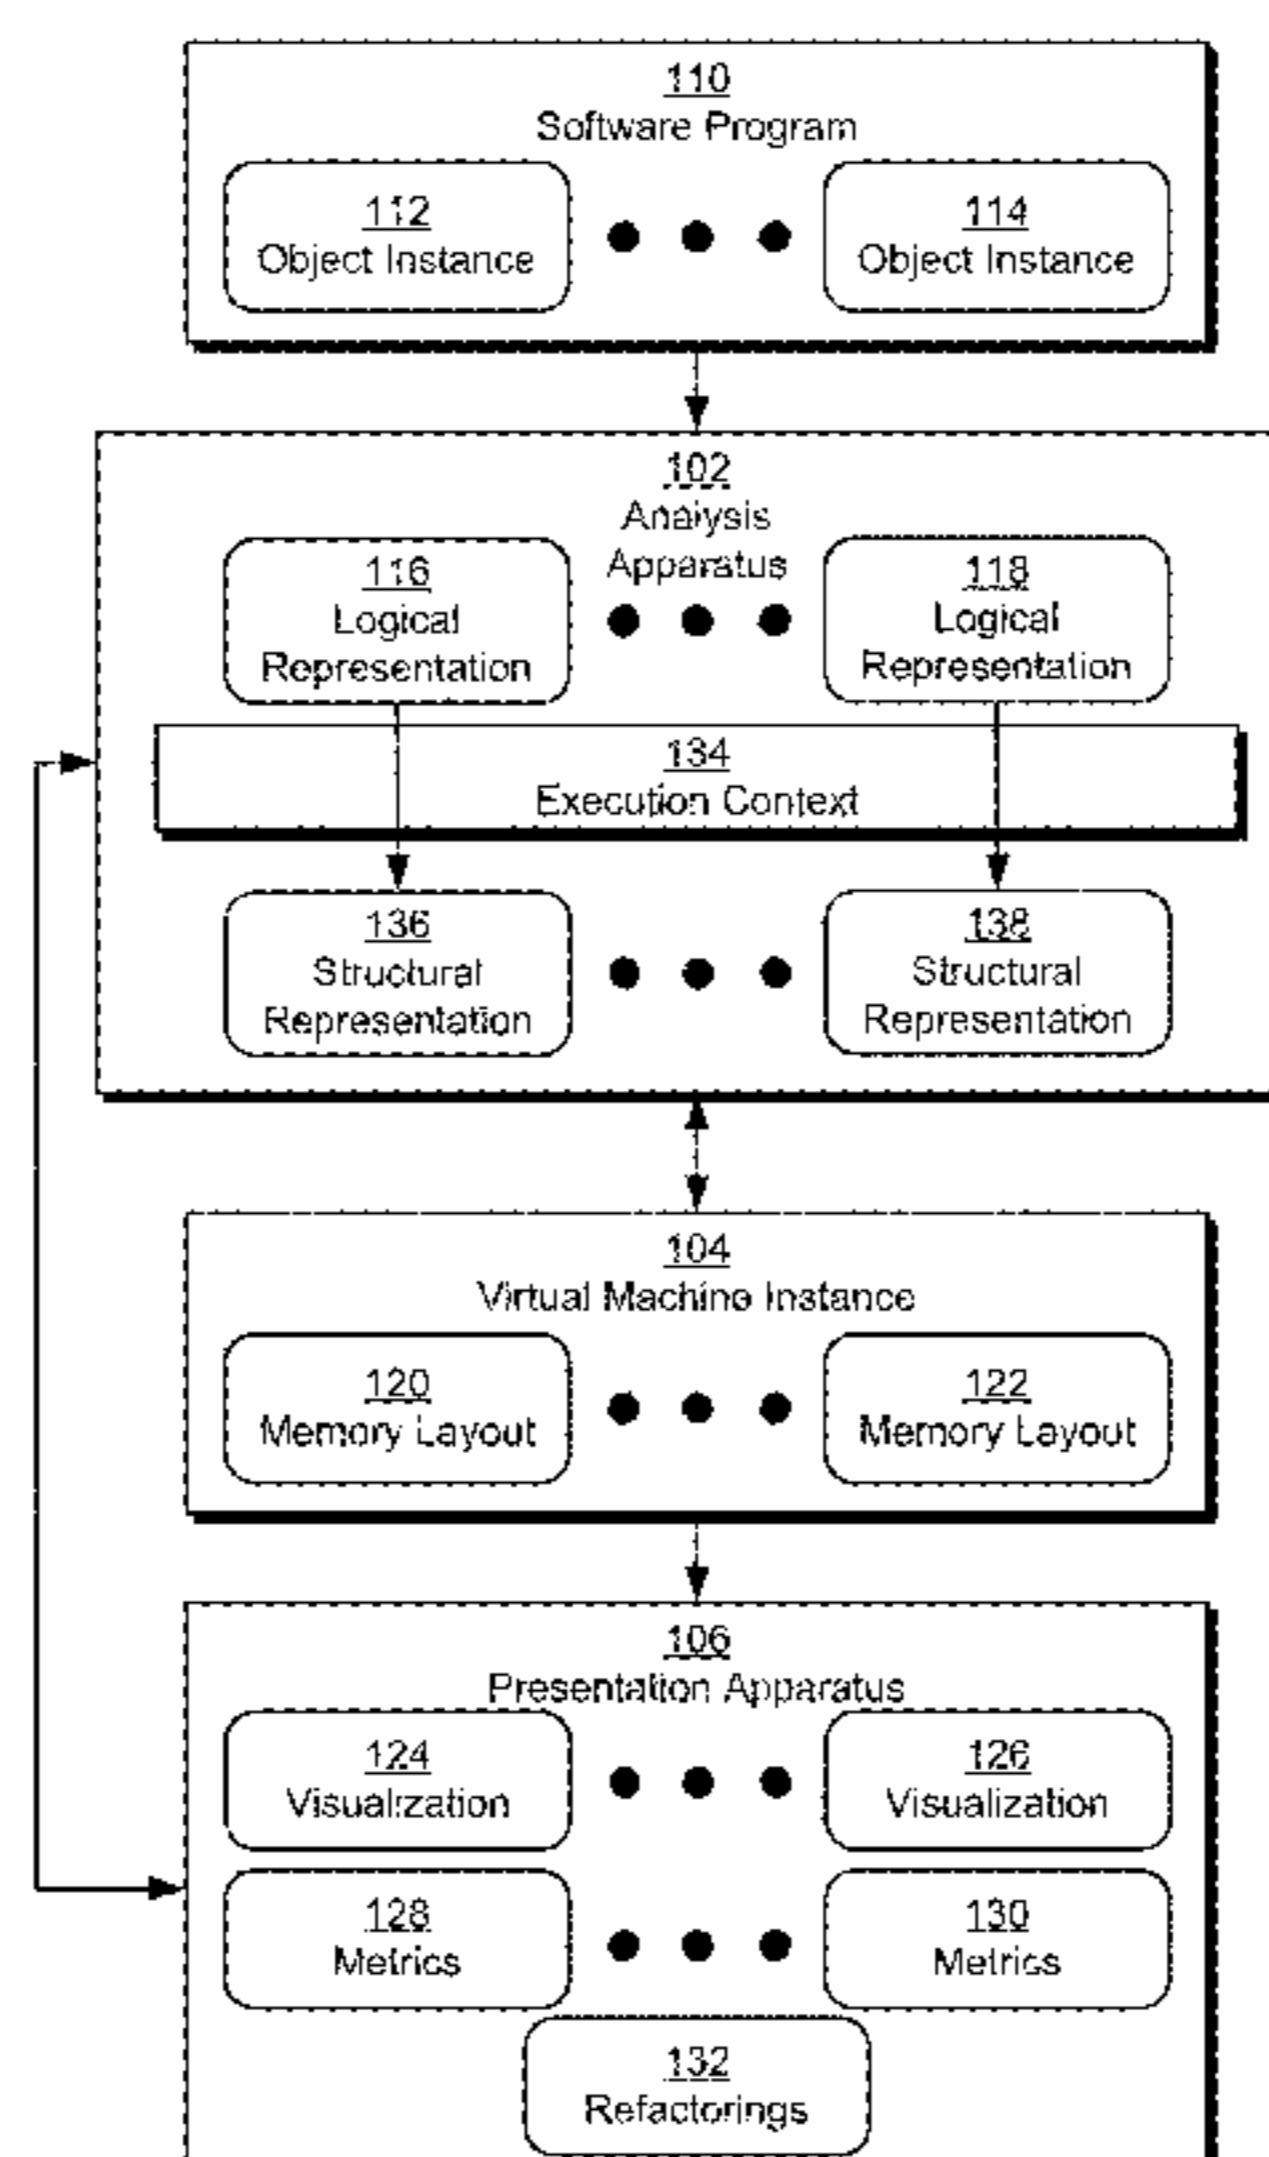 110
Software Program
112
Object Instance
114
Object Instance
102
Analysis
Apparatus
116
Logical
Representation
118
Logical
Representation
134
Execution Context
136
Structural
Representation
138
Structural
Representation
104
Virtual Machine Instance
120
Memory Layout
122
Memory Layout
106
Presentation Apparatus
124
Visualization
126
Visualization
128
Metrics
130
Metrics
132
Refactorings